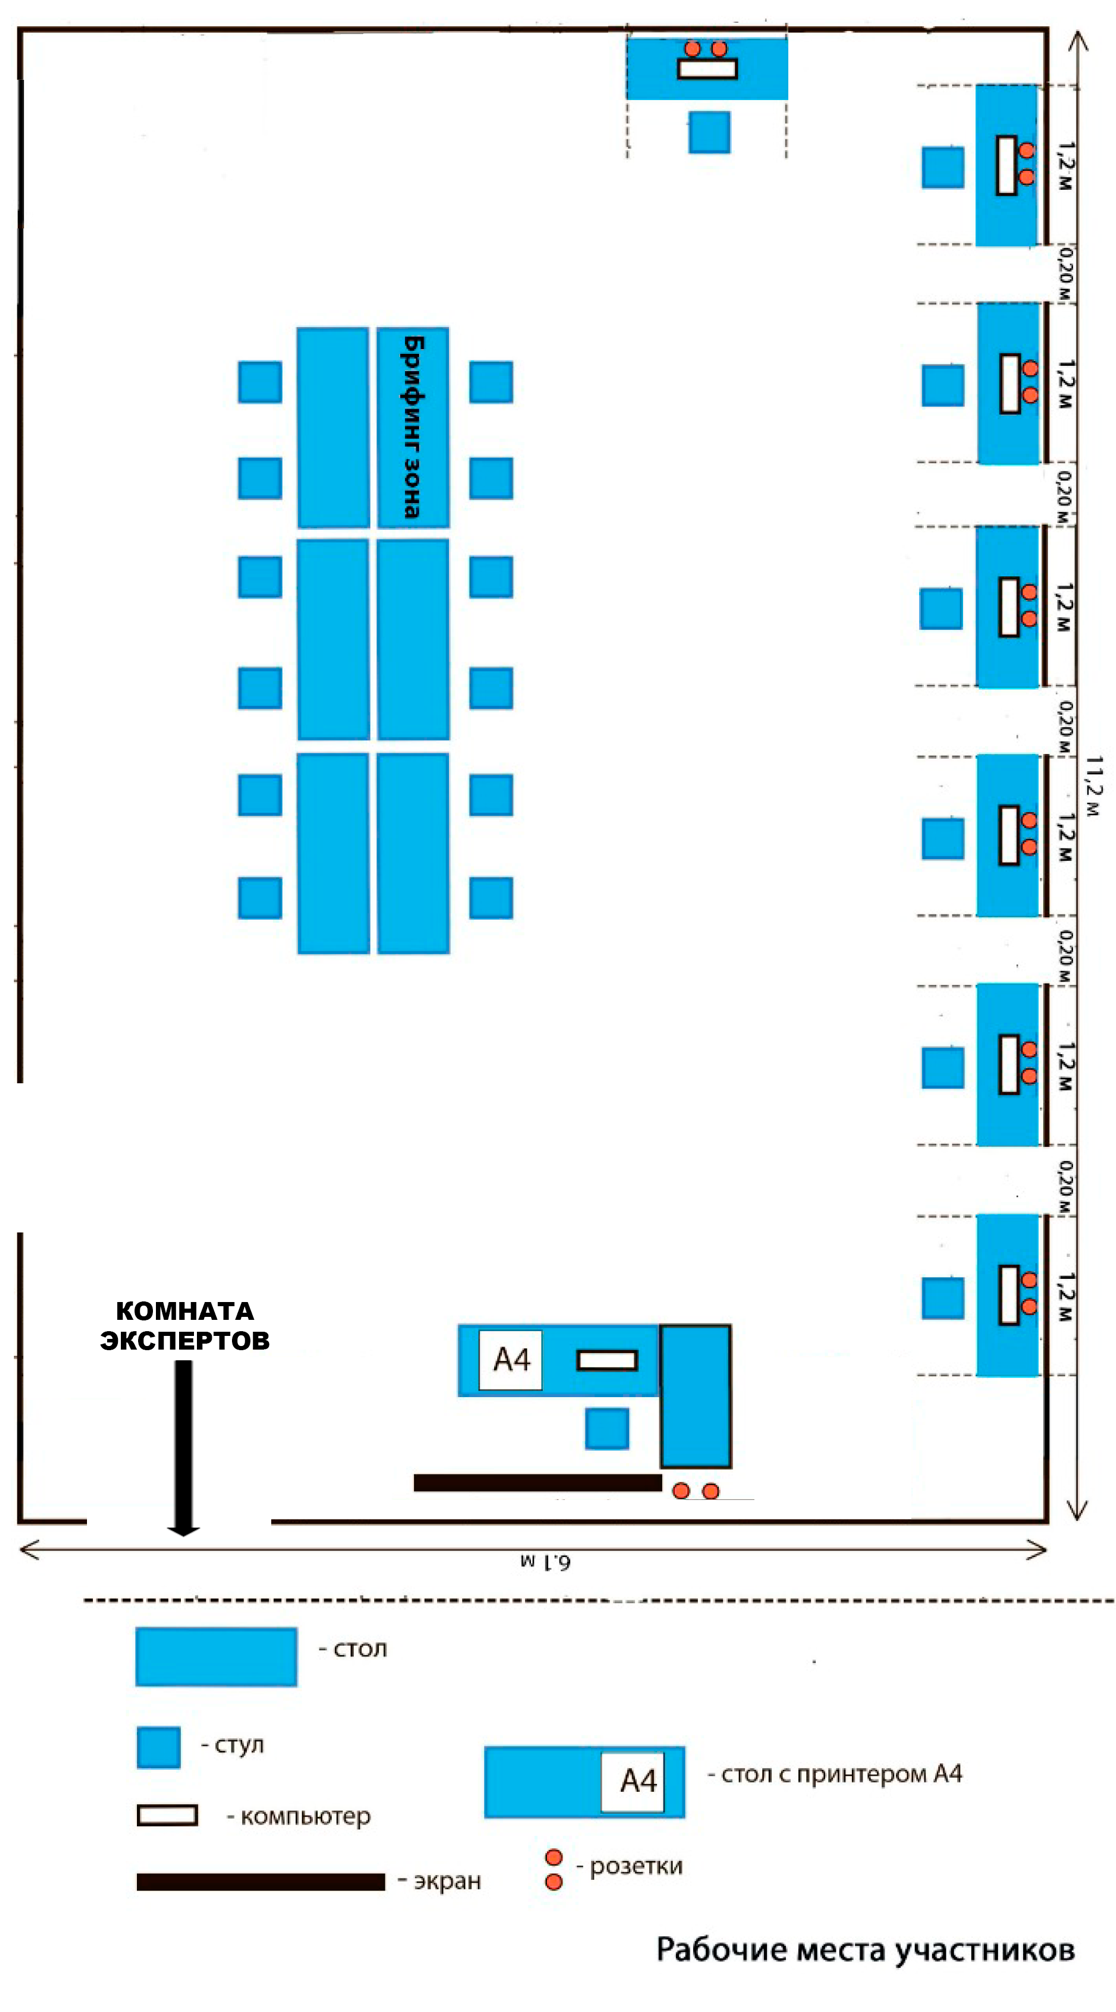 1,2 м
0,20 м
Брифинг зона
1,2 м
0,20 м
1,2 м
0,20 м
11,2 м
1,2 м
0,20 м
1,2 м
0,20 м
1,2 м
КОМНАТА
ЭКСПЕРТОВ
А4
6.1 м
- стол
- стул
А4
- стол с принтером А4
- компьютер
- экран
- розетки
Рабочие места участников